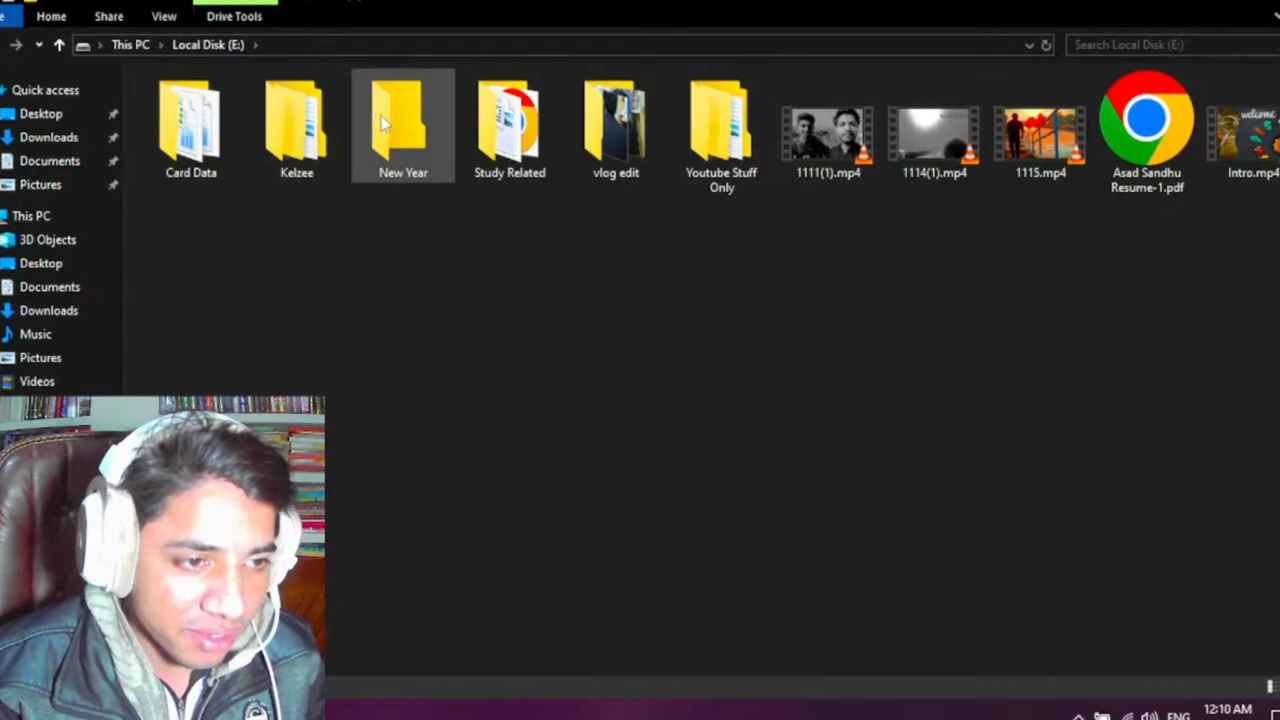 Home Share View Drive Tools
This PC Local Disk (E:) Search Local Disk (E:)
Quick access
Desktop
Downloads
Documents
Pictures
This PC
3D Objects
Desktop
Documents
Downloads
Music
Pictures
Videos
Card Data
Kelzee
New Year
Study Related
vlog edit
Youtube Stuff
Only
1111(1).mp4
1114(1).mp4
1115.mp4
Asad Sandhu
Resume-1.pdf
welcome
Intro.mp4
ENG
12:10 AM